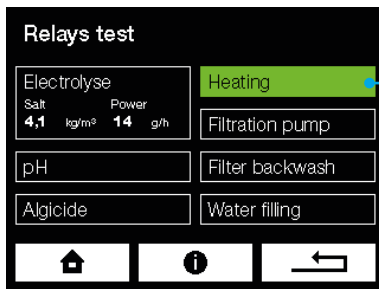 Relays test
Electrolyse
Salt Power
4,1 kg/m³ 14 g/h
pH
Algicide
Heating
Filtration pump
Filter backwash
Water filling